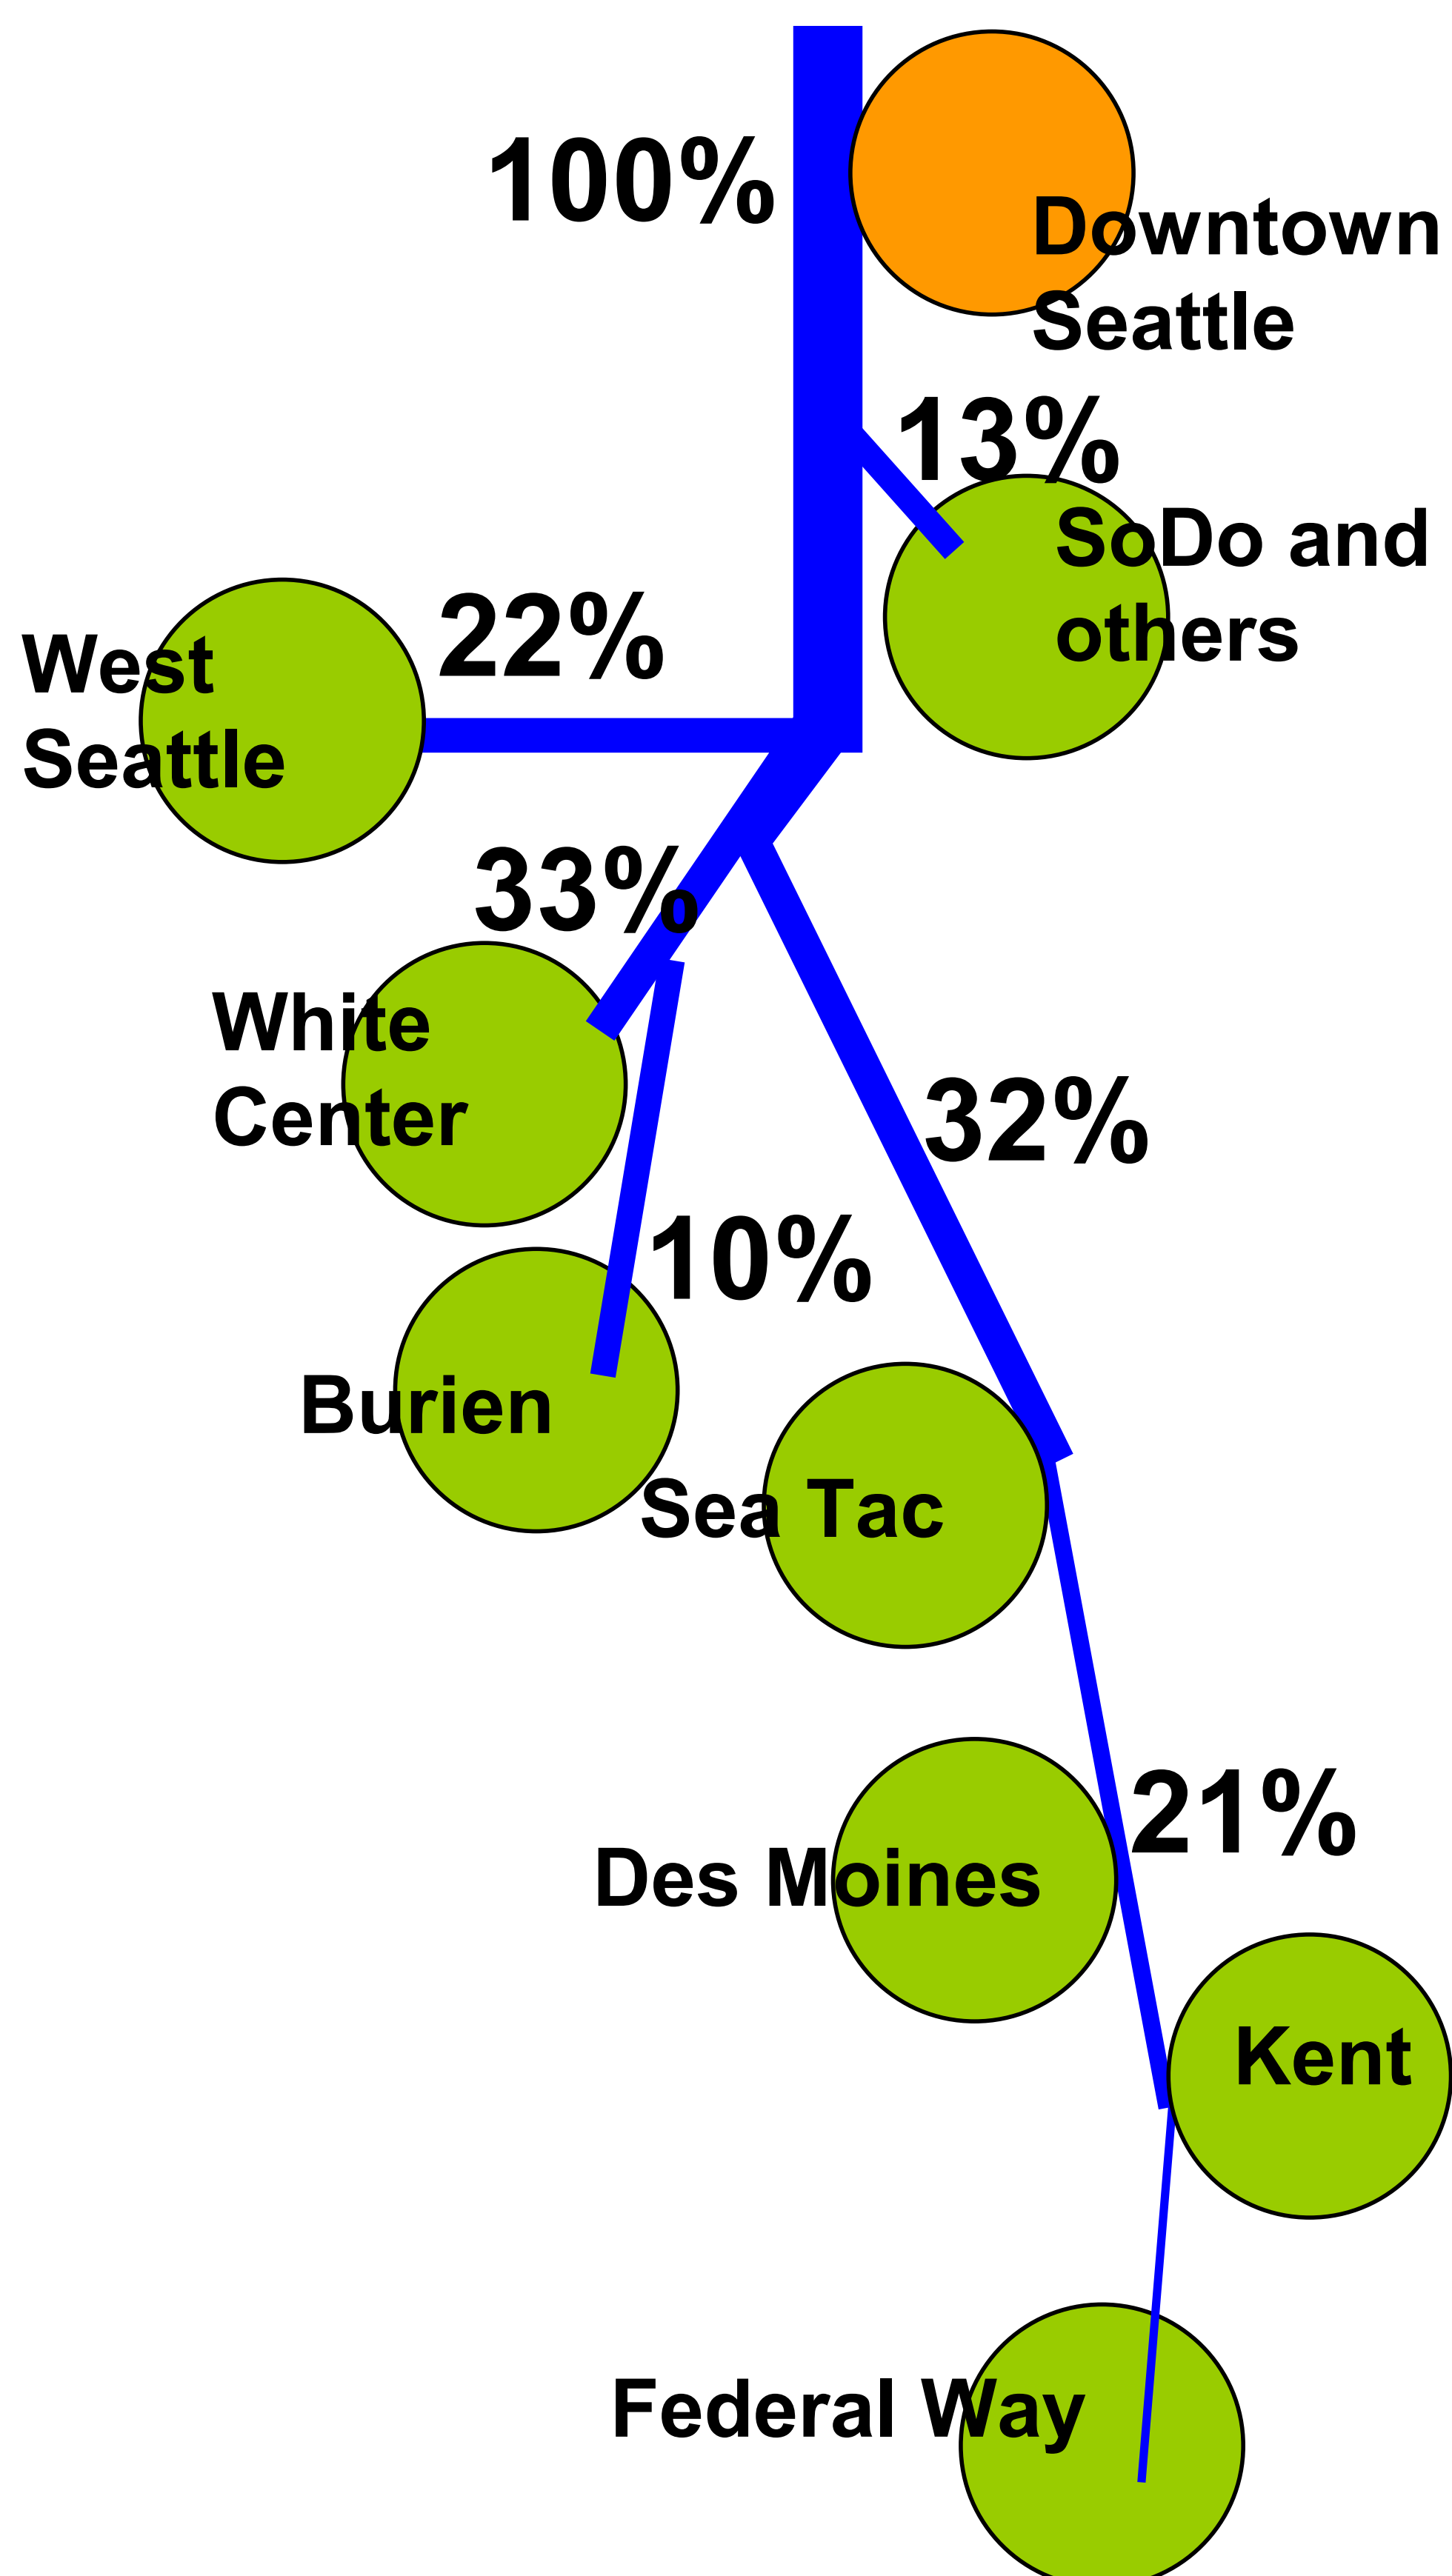 100%
Downtown
Seattle
13%
SoDo and
others
22%
West
Seattle
33%
White
Center
32%
10%
Burien
Sea Tac
21%
Des Moines
Kent
Federal Way